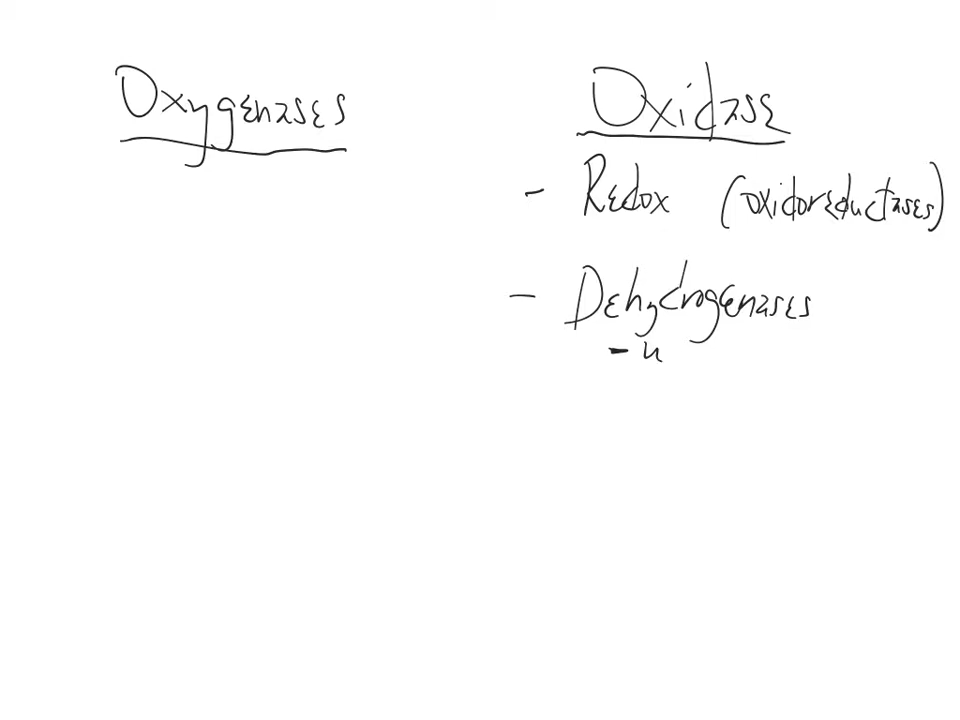 Oxygenases
Oxidase
- Redox (oxidoreductases)
- Dehydrogenases
- H